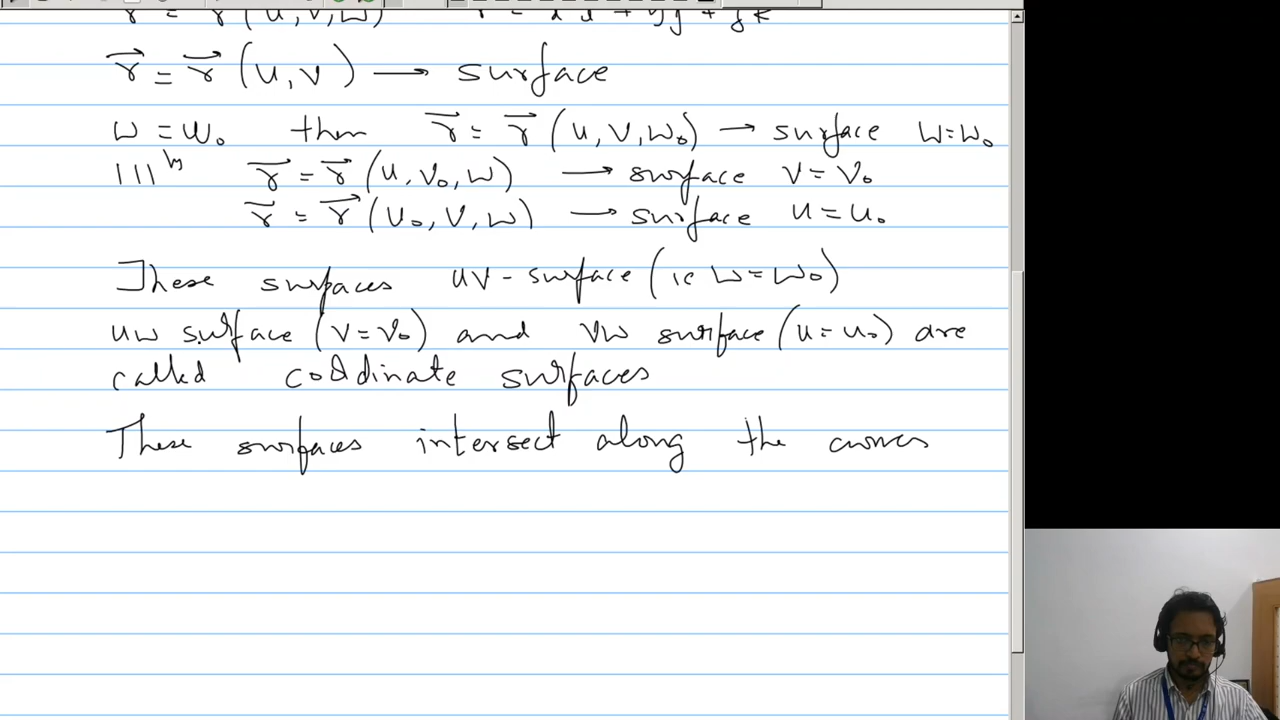 r⃗ = r⃗ (u, v, w) r⃗ = x i + y j + z k
r⃗ = r⃗ (u, v) → surface
w = w₀ then r⃗ = r⃗ (u, v, w₀) → surface w = w₀
|||ly r⃗ = r⃗ (u, v₀, w) → surface v = v₀
r⃗ = r⃗ (u₀, v, w) → surface u = u₀
These surfaces uv - surface (ie w = w₀)
uw surface (v = v₀) and vw surface (u = u₀) are
called coordinate surfaces
These surfaces intersect along the curves